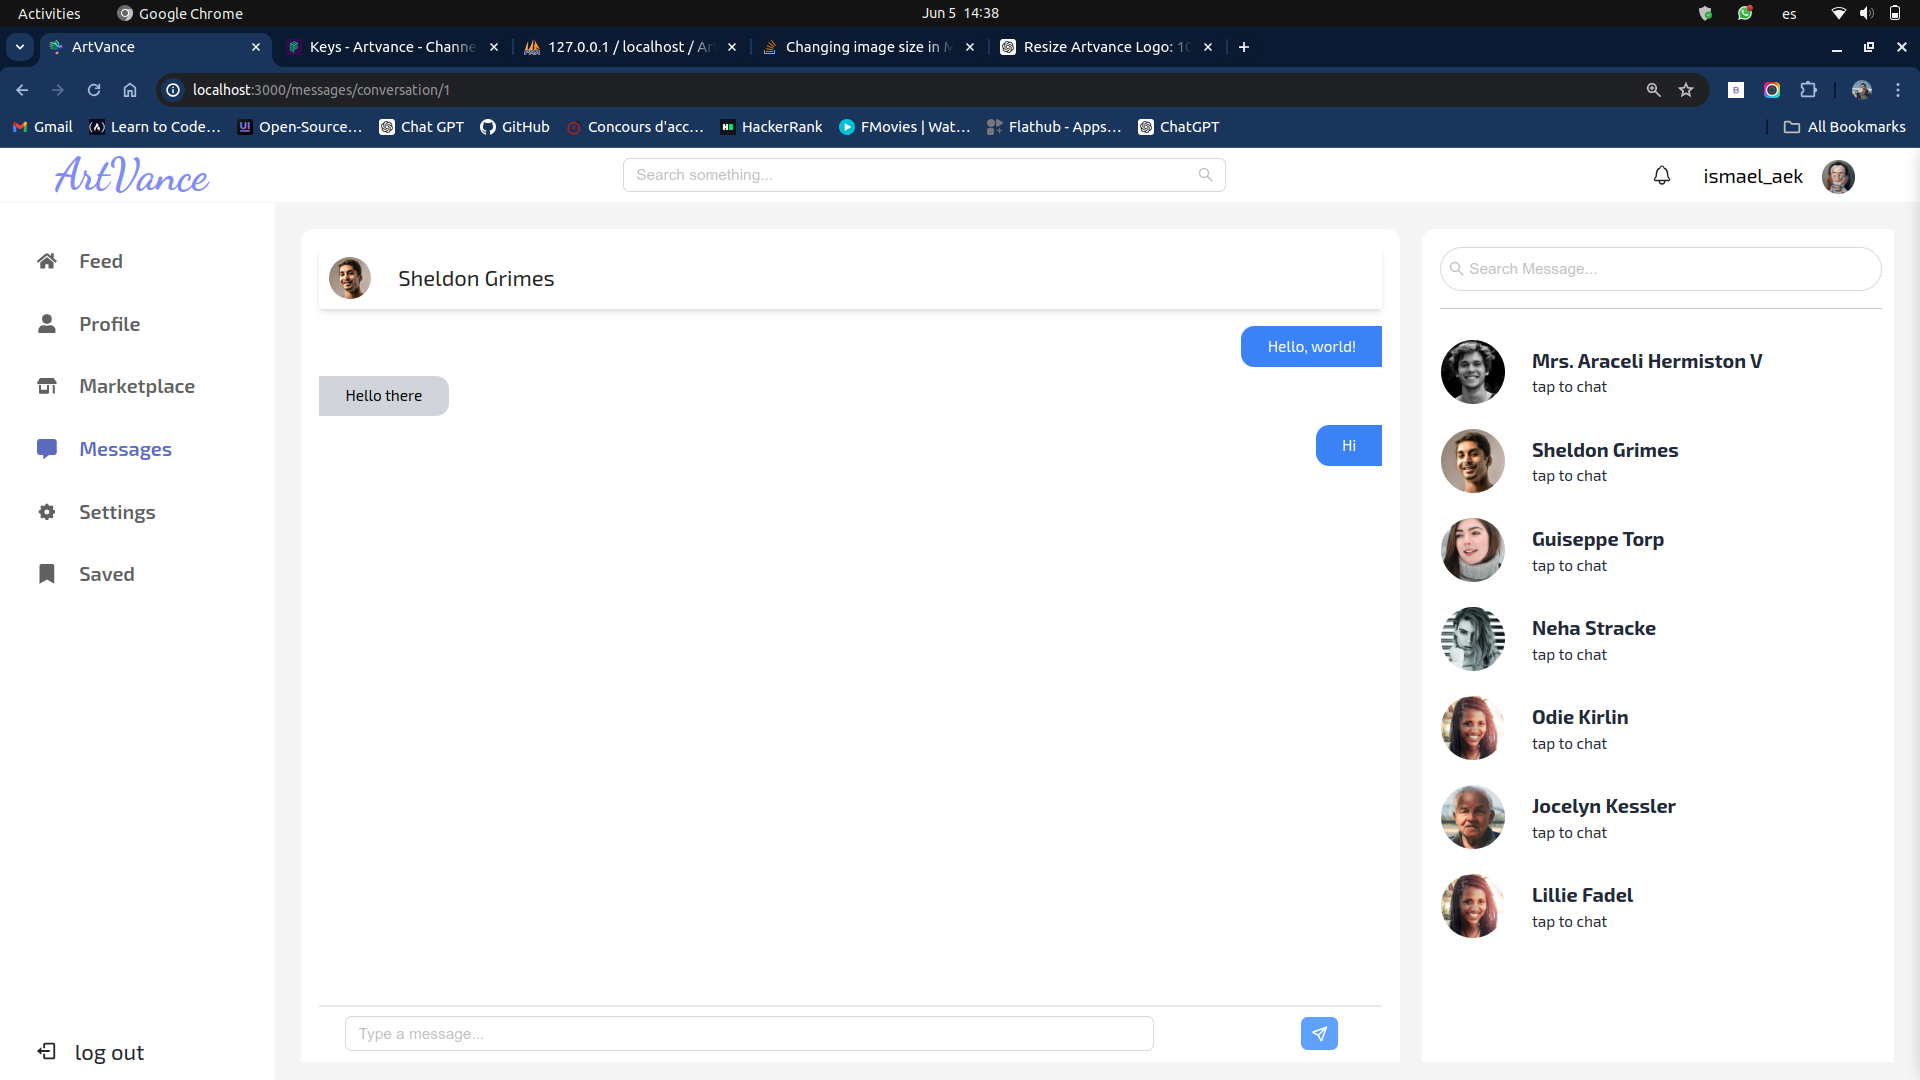 Activities
Google Chrome
Jun 5 14:38
es
ArtVance
Keys - Artvance - Channe
127.0.0.1 / localhost / Ar
Changing image size in M
Resize Artvance Logo: 10
localhost:3000/messages/conversation/1
Gmail
Learn to Code...
Open-Source...
Chat GPT
GitHub
Concours d'acc...
HackerRank
FMovies | Wat...
Flathub - Apps...
ChatGPT
All Bookmarks
ArtVance
Search something...
ismael_aek
Feed
Profile
Marketplace
Messages
Settings
Saved
log out
Sheldon Grimes
Hello, world!
Hello there
Hi
Type a message...
Search Message...
Mrs. Araceli Hermiston V
tap to chat
Sheldon Grimes
tap to chat
Guiseppe Torp
tap to chat
Neha Stracke
tap to chat
Odie Kirlin
tap to chat
Jocelyn Kessler
tap to chat
Lillie Fadel
tap to chat